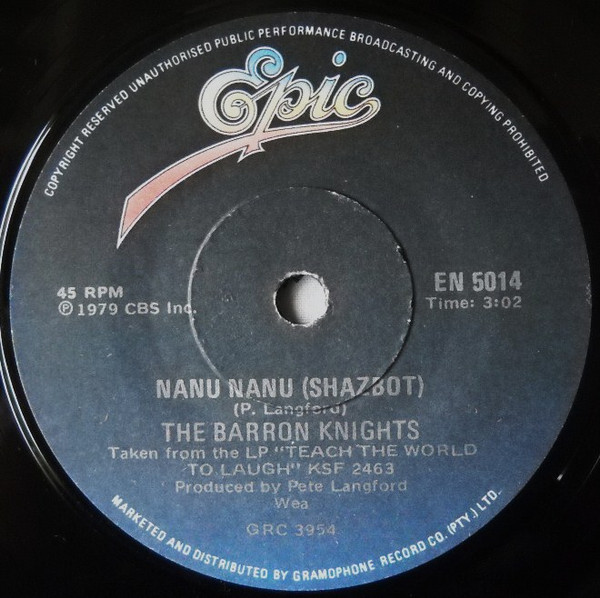 COPYRIGHT RESERVED UNAUTHORISED PUBLIC PERFORMANCE BROADCASTING AND COPYING PROHIBITED
Epic
45 RPM
℗ 1979 CBS Inc.
EN 5014
Time: 3:02
NANU NANU (SHAZBOT)
(P. Langford)
THE BARRON KNIGHTS
Taken from the LP "TEACH THE WORLD
TO LAUGH" KSF 2463
Produced by Pete Langford
Wea
GRC 3954
MARKETED AND DISTRIBUTED BY GRAMOPHONE RECORD CO. (PTY.) LTD.